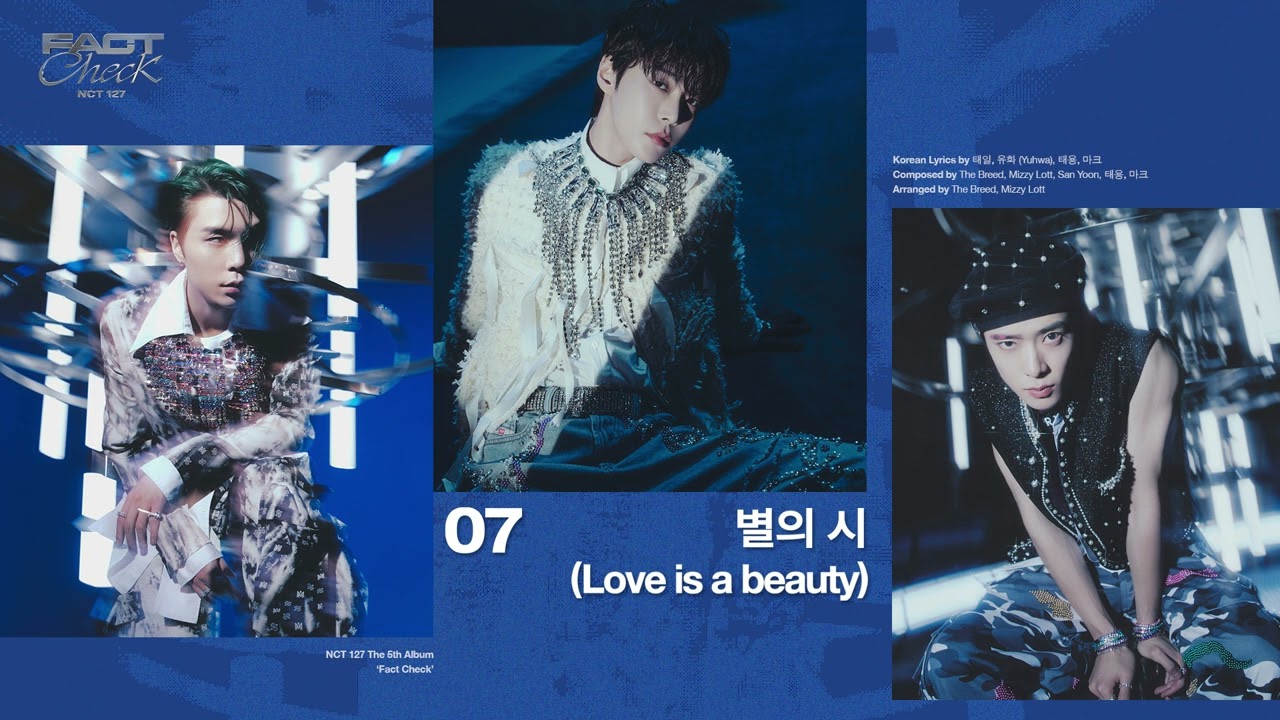 FACT
Check
NCT 127
Korean Lyrics by 태일, 유화 (Yuhwa), 태용, 마크
Composed by The Breed, Mizzy Lott, San Yoon, 태용, 마크
Arranged by The Breed, Mizzy Lott
07
별의 시
(Love is a beauty)
NCT 127 The 5th Album
‘Fact Check’